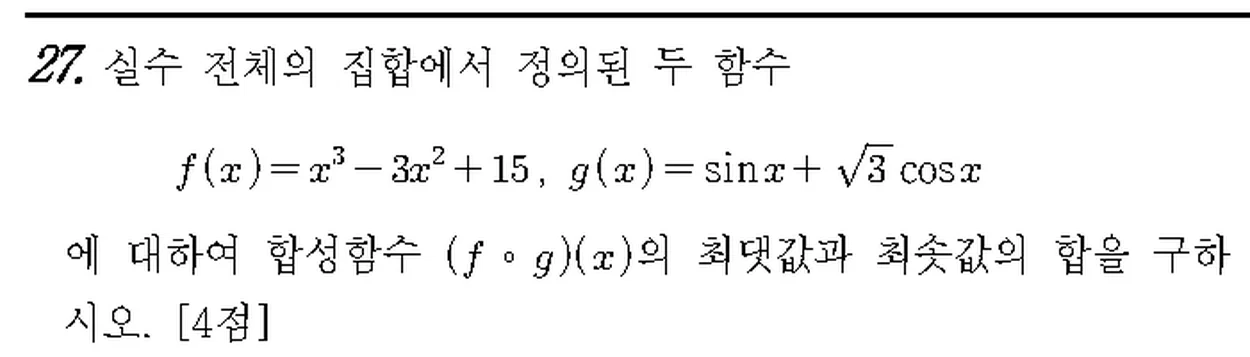 27. 실수 전체의 집합에서 정의된 두 함수
f(x)=x³-3x²+15, g(x)=sinx+√3 cosx
에 대하여 합성함수 (f∘g)(x)의 최댓값과 최솟값의 합을 구하
시오. [4점]